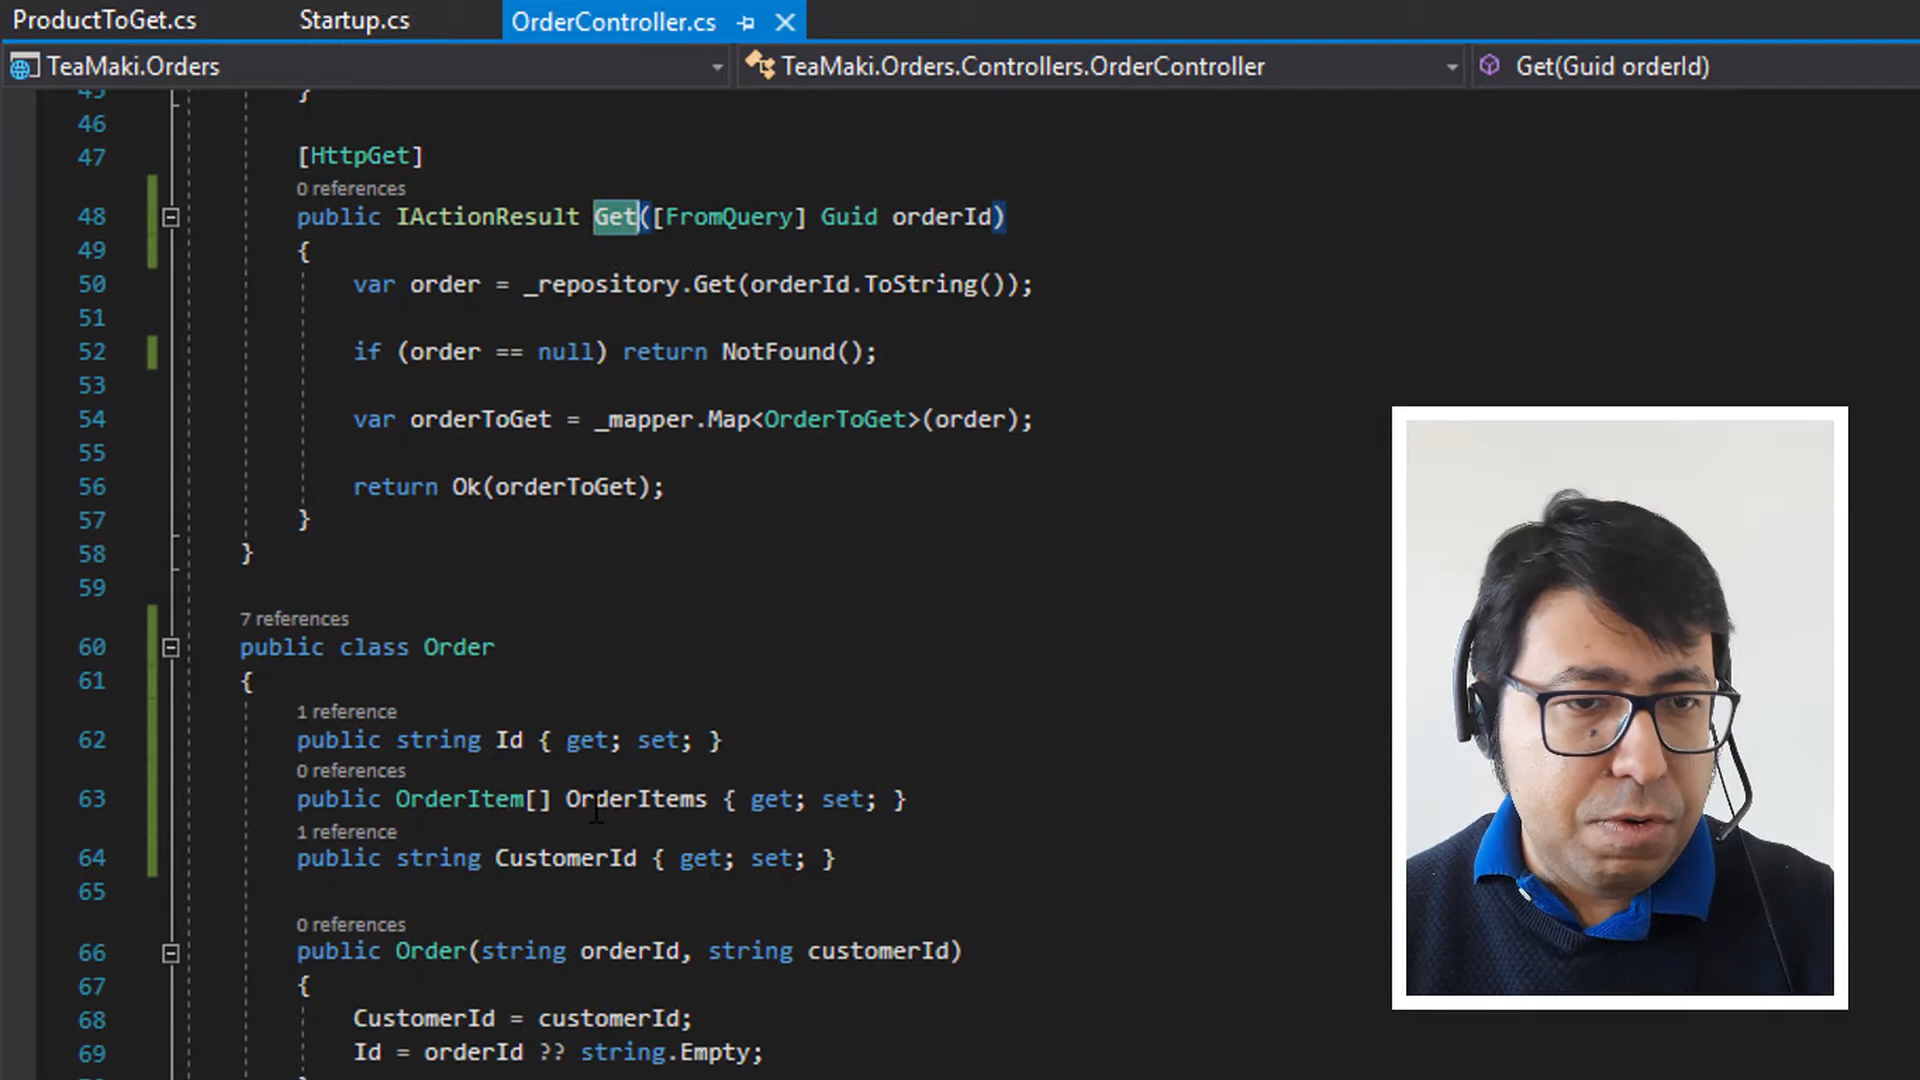 ProductToGet.cs Startup.cs OrderController.cs
TeaMaki.Orders TeaMaki.Orders.Controllers.OrderController Get(Guid orderId)
45 }
46
47 [HttpGet]
0 references
48 public IActionResult Get([FromQuery] Guid orderId)
49 {
50 var order = _repository.Get(orderId.ToString());
51
52 if (order == null) return NotFound();
53
54 var orderToGet = _mapper.Map<OrderToGet>(order);
55
56 return Ok(orderToGet);
57 }
58 }
59
7 references
60 public class Order
61 {
1 reference
62 public string Id { get; set; }
0 references
63 public OrderItem[] OrderItems { get; set; }
1 reference
64 public string CustomerId { get; set; }
65
0 references
66 public Order(string orderId, string customerId)
67 {
68 CustomerId = customerId;
69 Id = orderId ?? string.Empty;